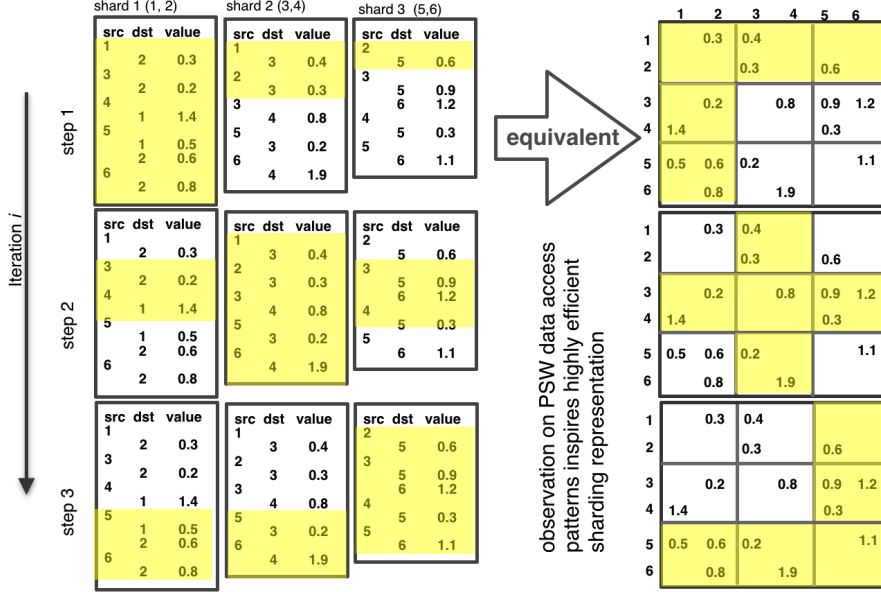 shard 1 (1, 2)
src dst value
1
2 0.3
3
2 0.2
4
1 1.4
5
1 0.5
2 0.6
6
2 0.8
shard 2 (3,4)
src dst value
1
3 0.4
2
3 0.3
3
4 0.8
5
3 0.2
6
4 1.9
shard 3 (5,6)
src dst value
2
5 0.6
3
5 0.9
6 1.2
5
5 0.3
5
6 1.1
step 1
src dst value
1
2 0.3
3
2 0.2
4
1 1.4
5
1 0.5
2 0.6
6
2 0.8
src dst value
1
3 0.4
2
3 0.3
3
4 0.8
5
3 0.2
6
4 1.9
src dst value
2
5 0.6
3
5 0.9
6 1.2
4
5 0.3
5
6 1.1
step 2
src dst value
1
2 0.3
3
2 0.2
4
1 1.4
5
1 0.5
2 0.6
6
2 0.8
src dst value
1
3 0.4
2
3 0.3
3
4 0.8
5
3 0.2
6
4 1.9
src dst value
2
5 0.6
3
5 0.9
6 1.2
4
5 0.3
5
6 1.1
step 3
Iteration i
equivalent
observation on PSW data access
patterns inspires highly efficient
sharding representation
1 2 3 4 5 6
1 0.3 0.4
2 0.3 0.6
3 0.2 0.8 0.9 1.2
4 1.4 0.3
5 0.5 0.6 0.2 1.1
6 0.8 1.9
1 0.3 0.4
2 0.3 0.6
3 0.2 0.8 0.9 1.2
4 1.4 0.3
5 0.5 0.6 0.2 1.1
6 0.8 1.9
1 0.3 0.4
2 0.3 0.6
3 0.2 0.8 0.9 1.2
4 1.4 0.3
5 0.5 0.6 0.2 1.1
6 0.8 1.9